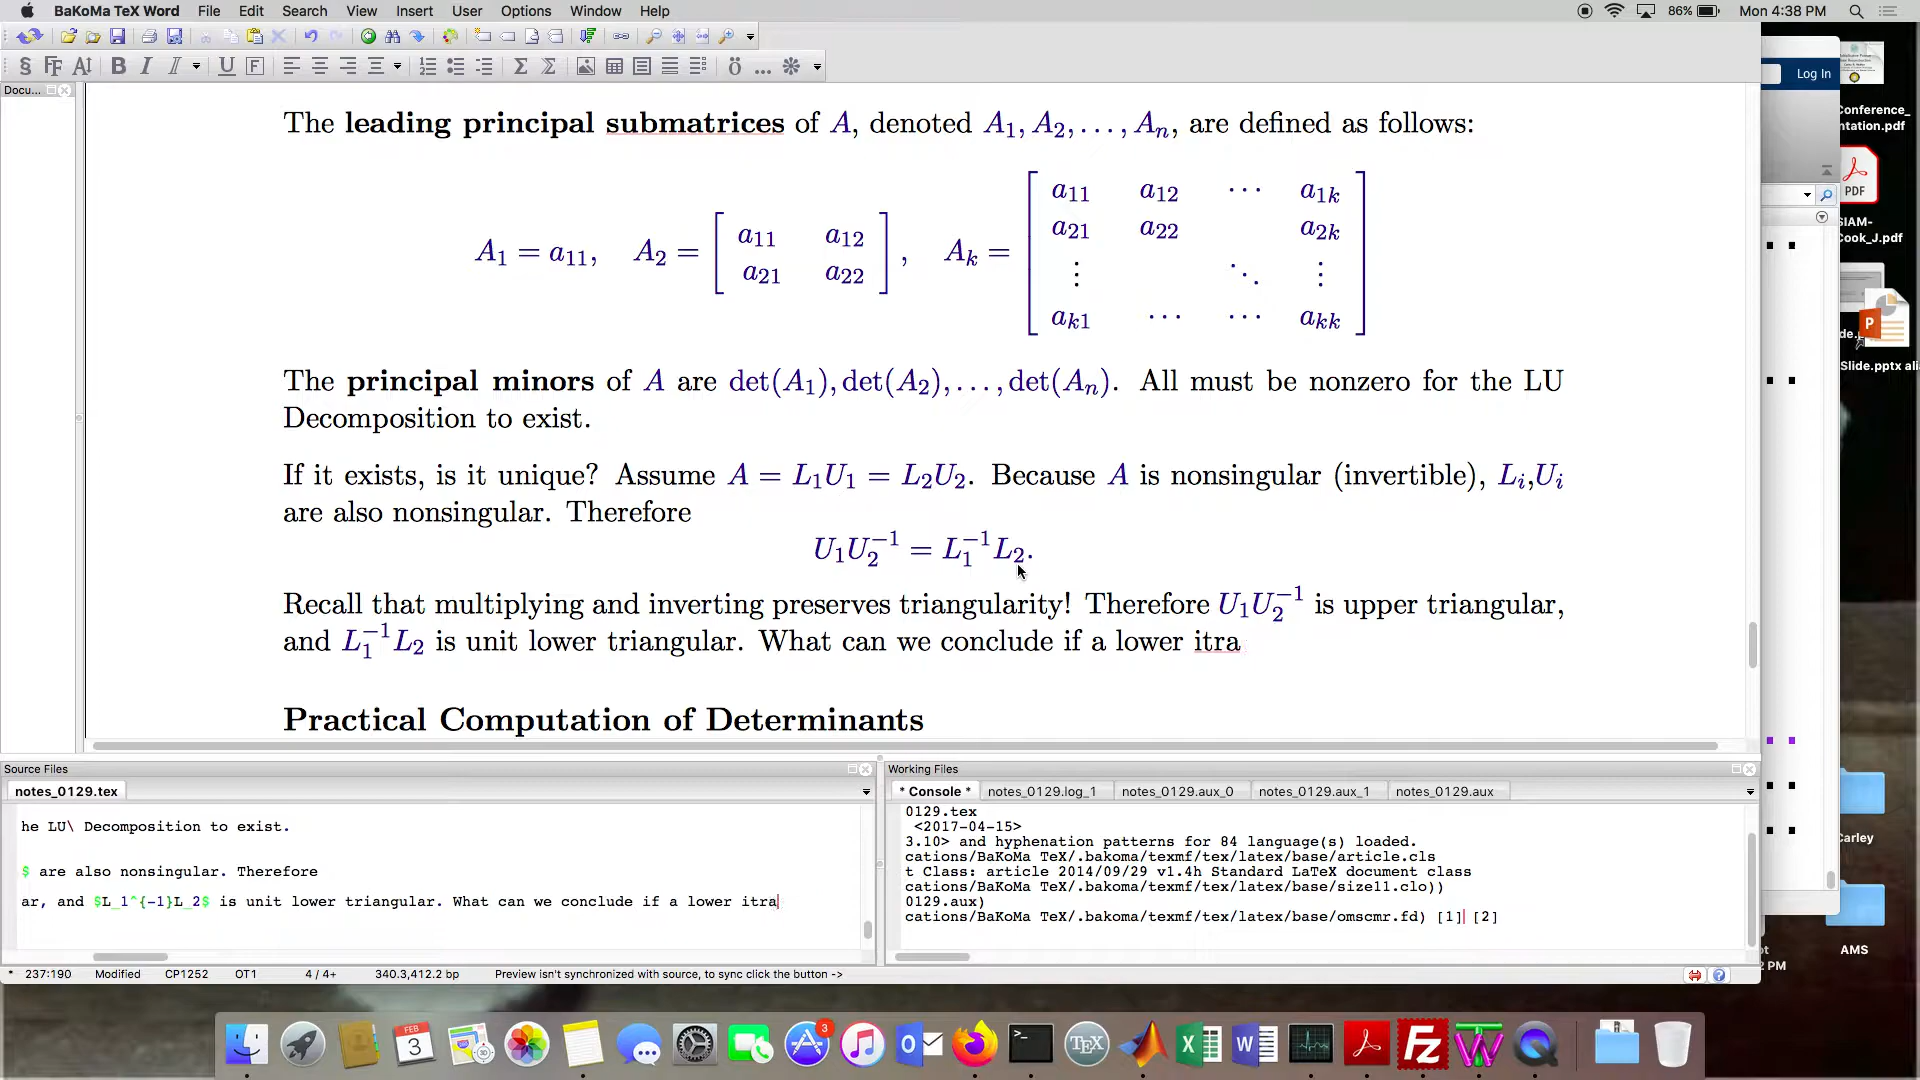 BaKoMa TeX Word File Edit Search View Insert User Options Window Help 86% Mon 4:38 PM
Docu...
Log In
The leading principal submatrices of A, denoted A₁, A₂, . . . , Aₙ, are defined as follows:
A₁ = a₁₁, A₂ = [ a₁₁ a₁₂ ; a₂₁ a₂₂ ], Aₖ = [ a₁₁ a₁₂ ⋯ a₁ₖ ; a₂₁ a₂₂ a₂ₖ ; ⋮ ⋱ ⋮ ; aₖ₁ ⋯ ⋯ aₖₖ ]
The principal minors of A are det(A₁), det(A₂), . . . , det(Aₙ). All must be nonzero for the LU
Decomposition to exist.
If it exists, is it unique? Assume A = L₁U₁ = L₂U₂. Because A is nonsingular (invertible), Lᵢ,Uᵢ
are also nonsingular. Therefore
U₁U₂⁻¹ = L₁⁻¹L₂.
Recall that multiplying and inverting preserves triangularity! Therefore U₁U₂⁻¹ is upper triangular,
and L₁⁻¹L₂ is unit lower triangular. What can we conclude if a lower itra
Practical Computation of Determinants
Source Files
notes_0129.tex
he LU\ Decomposition to exist.
$ are also nonsingular. Therefore
ar, and $L_1^{-1}L_2$ is unit lower triangular. What can we conclude if a lower itra
Working Files
* Console * notes_0129.log_1 notes_0129.aux_0 notes_0129.aux_1 notes_0129.aux
0129.tex
<2017-04-15>
3.10> and hyphenation patterns for 84 language(s) loaded.
cations/BaKoMa TeX/.bakoma/texmf/tex/latex/base/article.cls
t Class: article 2014/09/29 v1.4h Standard LaTeX document class
cations/BaKoMa TeX/.bakoma/texmf/tex/latex/base/size11.clo))
0129.aux)
cations/BaKoMa TeX/.bakoma/texmf/tex/latex/base/omscmr.fd) [1] [2]
* 237:190 Modified CP1252 OT1 4 / 4+ 340.3,412.2 bp Preview isn't synchronized with source, to sync click the button ->
Conference_
ntation.pdf
PDF
SIAM-
Cook_J.pdf
Slide.pptx ali
Carley
AMS
2 PM
FEB
3
3
TEX